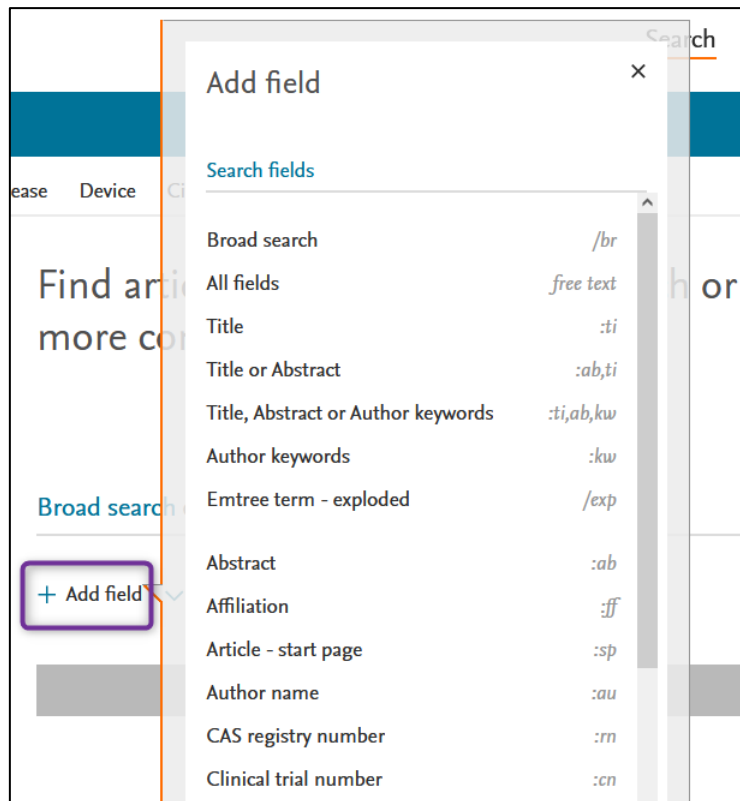 Search
Add field
×
Search fields
ease Device Ci
Broad search /br
All fields free text
Find arti h or
Title :ti
more co
Title or Abstract :ab,ti
Title, Abstract or Author keywords :ti,ab,kw
Author keywords :kw
Emtree term - exploded /exp
Broad search
Abstract :ab
+ Add field
Affiliation :ff
Article - start page :sp
Author name :au
CAS registry number :rn
Clinical trial number :cn